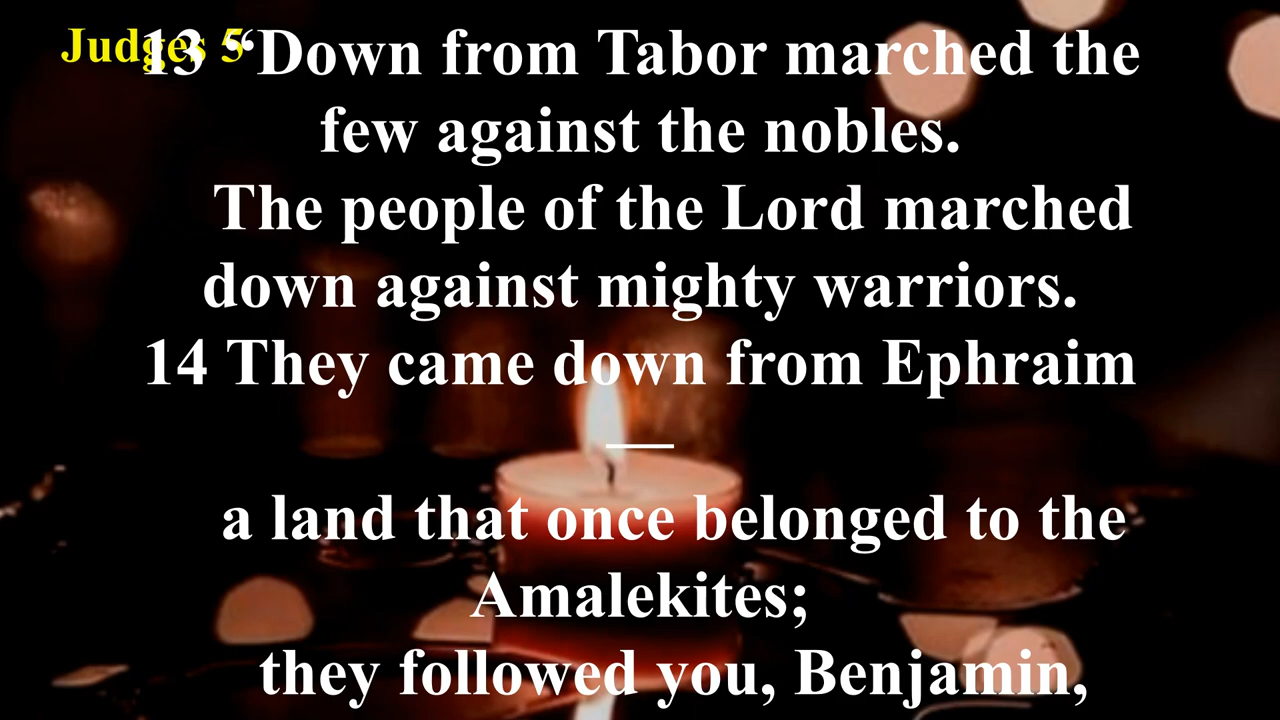 Judges 5
13 “Down from Tabor marched the
few against the nobles.
The people of the Lord marched
down against mighty warriors.
14 They came down from Ephraim
—
a land that once belonged to the
Amalekites;
they followed you, Benjamin,